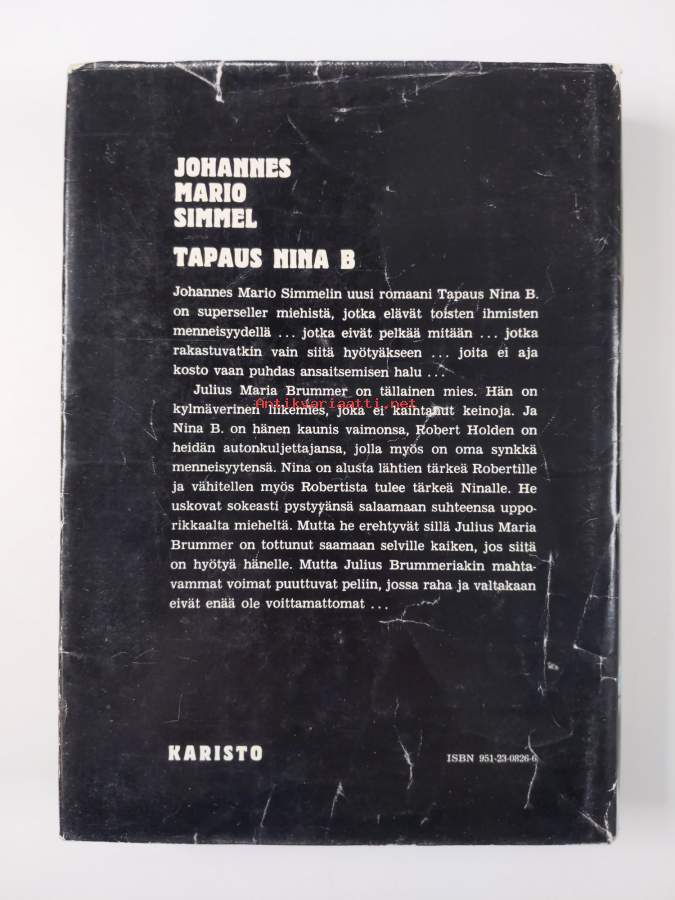 JOHANNES
MARIO
SIMMEL
TAPAUS NINA B
Johannes Mario Simmelin uusi romaani Tapaus Nina B.
on superseller miehistä, jotka elävät toisten ihmisten
menneisyydellä ... jotka eivät pelkää mitään ... jotka
rakastuvatkin vain siitä hyötyäkseen ... joita ei aja
kosto vaan puhdas ansaitsemisen halu ...
Julius Maria Brummer on tällainen mies. Hän on
Antikvariaatti.net
kylmäverinen liikemies, joka ei kaihtanut keinoja. Ja
Nina B. on hänen kaunis vaimonsa, Robert Holden on
heidän autonkuljettajansa, jolla myös on oma synkkä
menneisyytensä. Nina on alusta lähtien tärkeä Robertille
ja vähitellen myös Robertista tulee tärkeä Ninalle. He
uskovat sokeasti pystyvänsä salaamaan suhteensa uppo-
rikkaalta mieheltä. Mutta he erehtyvät sillä Julius Maria
Brummer on tottunut saamaan selville kaiken, jos siitä
on hyötyä hänelle. Mutta Julius Brummeriakin mahta-
vammat voimat puuttuvat peliin, jossa raha ja valtakaan
eivät enää ole voittamattomat ...
KARISTO
ISBN 951-23-0826-6